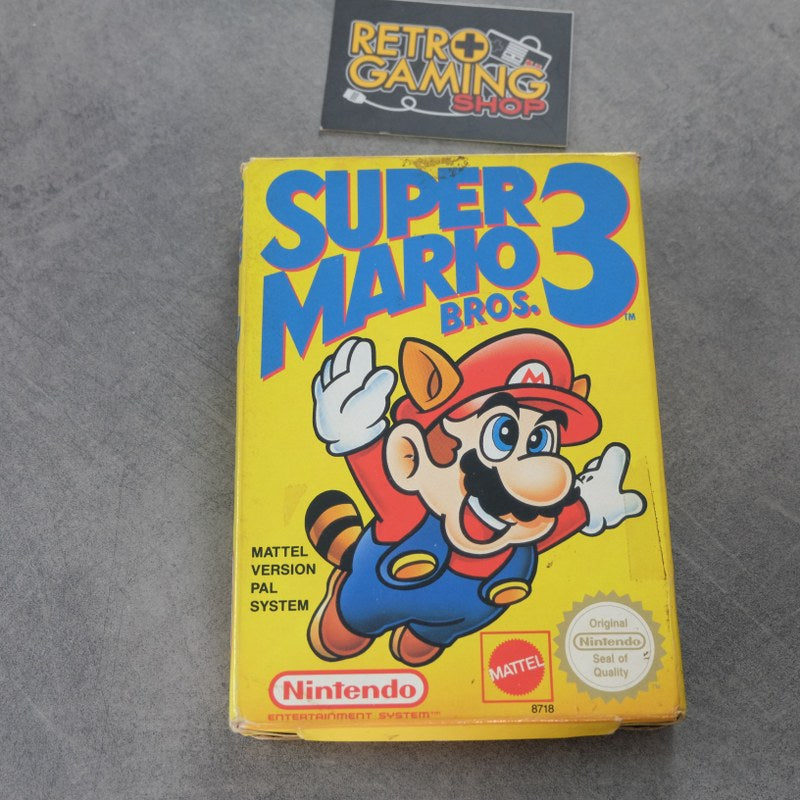 RETRO
GAMING
SHOP
SUPER
MARIO
BROS. 3
TM
M
MATTEL
VERSION
PAL
SYSTEM
Original
Nintendo
Seal of
Quality
MATTEL
8718
Nintendo
ENTERTAINMENT SYSTEM™